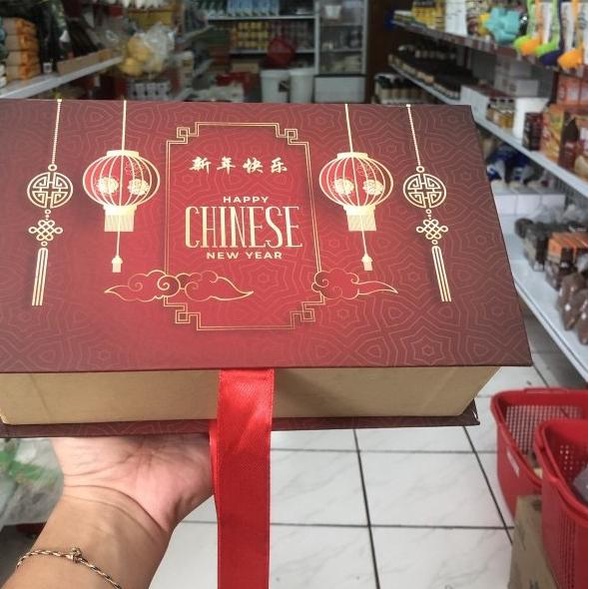 新年快乐
HAPPY
CHINESE
NEW YEAR